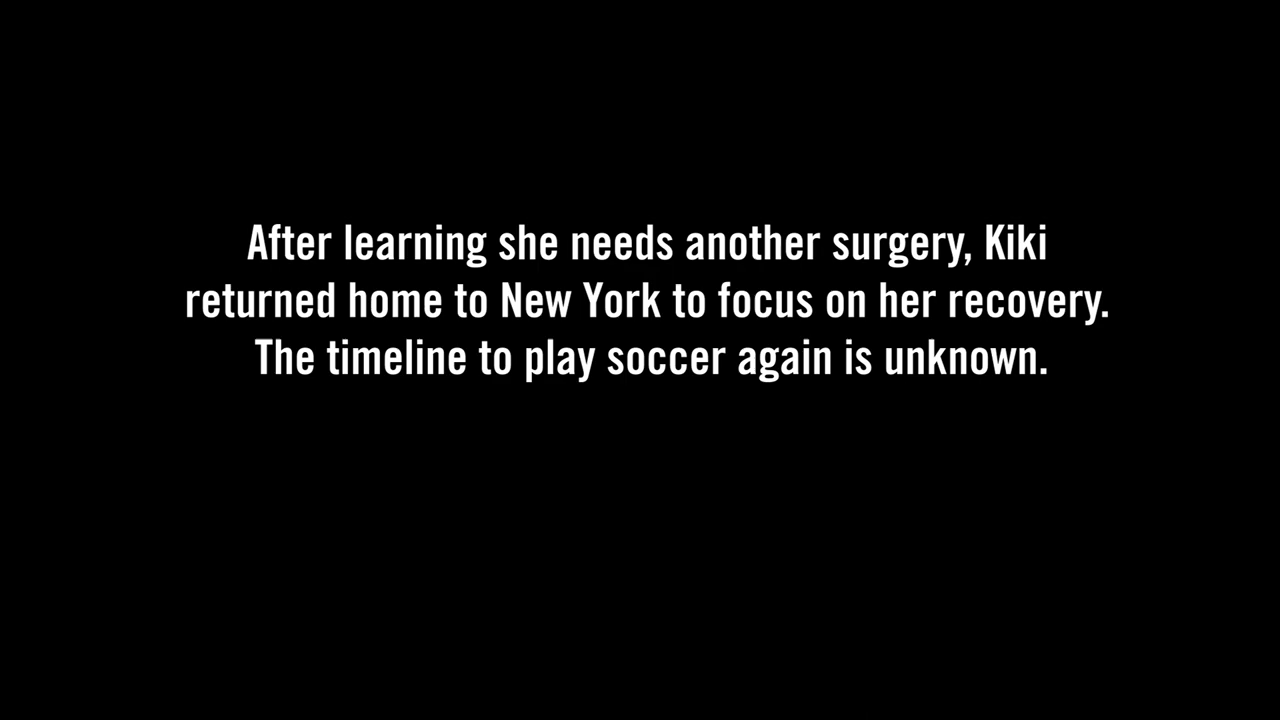 After learning she needs another surgery, Kiki
returned home to New York to focus on her recovery.
The timeline to play soccer again is unknown.